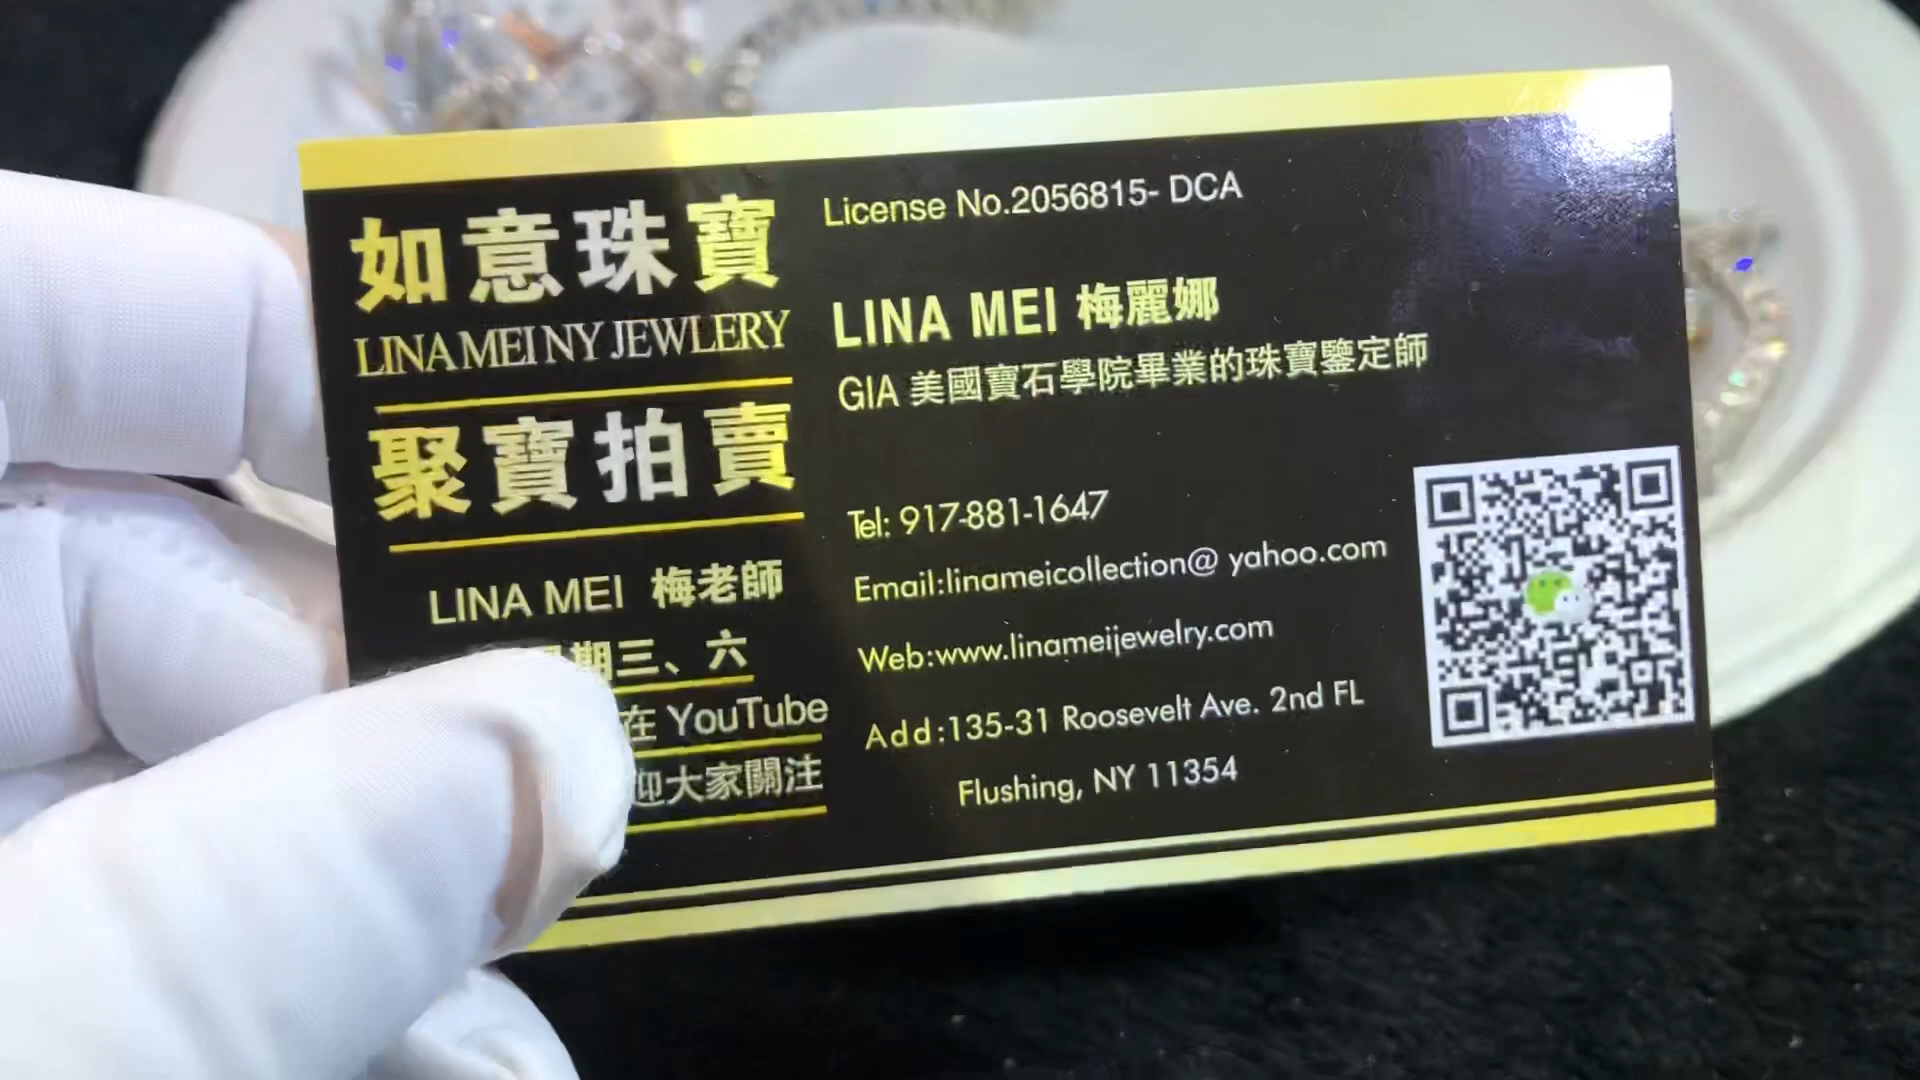 如意珠寶
LINA MEI NY JEWLERY
聚寶拍賣
LINA MEI 梅老師
期三、六
在 YouTube
迎大家關注
License No.2056815- DCA
LINA MEI 梅麗娜
GIA 美國寶石學院畢業的珠寶鑒定師
Tel: 917-881-1647
Email:linameicollection@ yahoo.com
Web:www.linameijewelry.com
Add:135-31 Roosevelt Ave. 2nd FL
Flushing, NY 11354